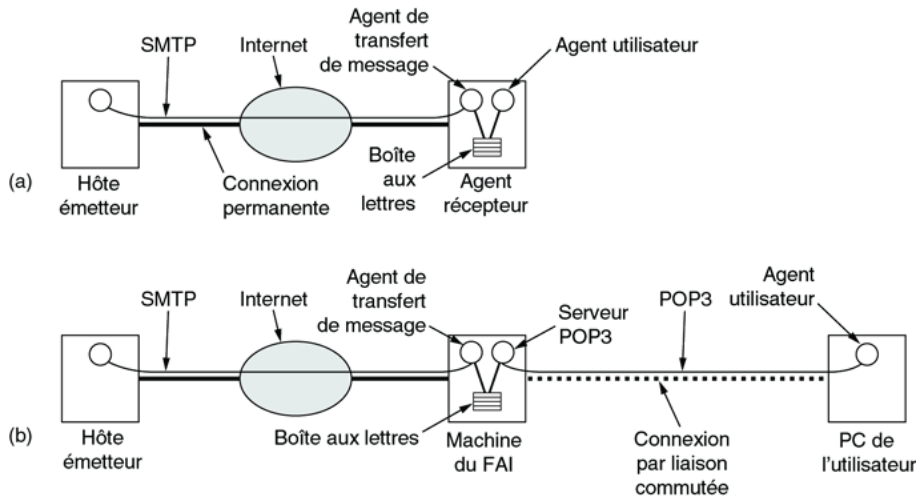 SMTP
Internet
Agent de
transfert
de message
Agent utilisateur
Boîte
aux
lettres
(a)
Hôte
émetteur
Connexion
permanente
Agent
récepteur
SMTP
Internet
Agent de
transfert
de message
Serveur
POP3
POP3
Agent
utilisateur
(b)
Hôte
émetteur
Boîte aux lettres
Machine
du FAI
Connexion
par liaison
commutée
PC de
l'utilisateur